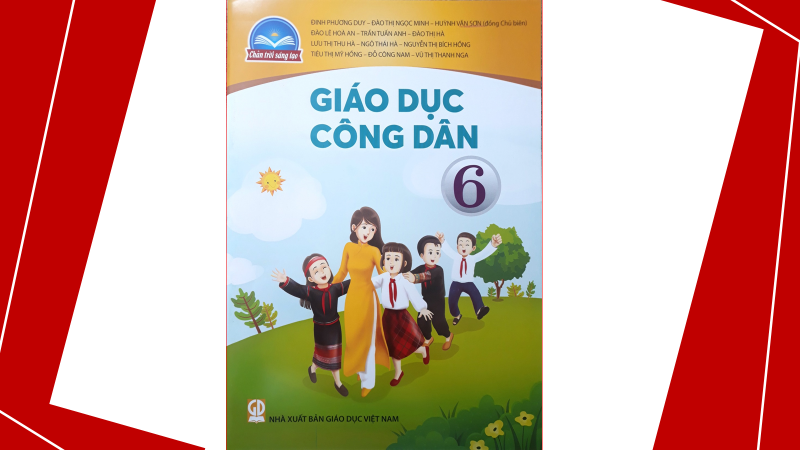 ĐINH PHƯƠNG DUY – ĐÀO THỊ NGỌC MINH – HUỲNH VĂN SƠN (đồng Chủ biên)
ĐÀO LÊ HOÀ AN – TRẦN TUẤN ANH – ĐÀO THỊ HÀ
LƯU THỊ THU HÀ – NGÔ THÁI HÀ – NGUYỄN THỊ BÍCH HỒNG
TIÊU THỊ MỸ HỒNG – ĐỖ CÔNG NAM – VŨ THỊ THANH NGA
Chân trời sáng tạo
GIÁO DỤC
CÔNG DÂN
6
GD
NHÀ XUẤT BẢN GIÁO DỤC VIỆT NAM